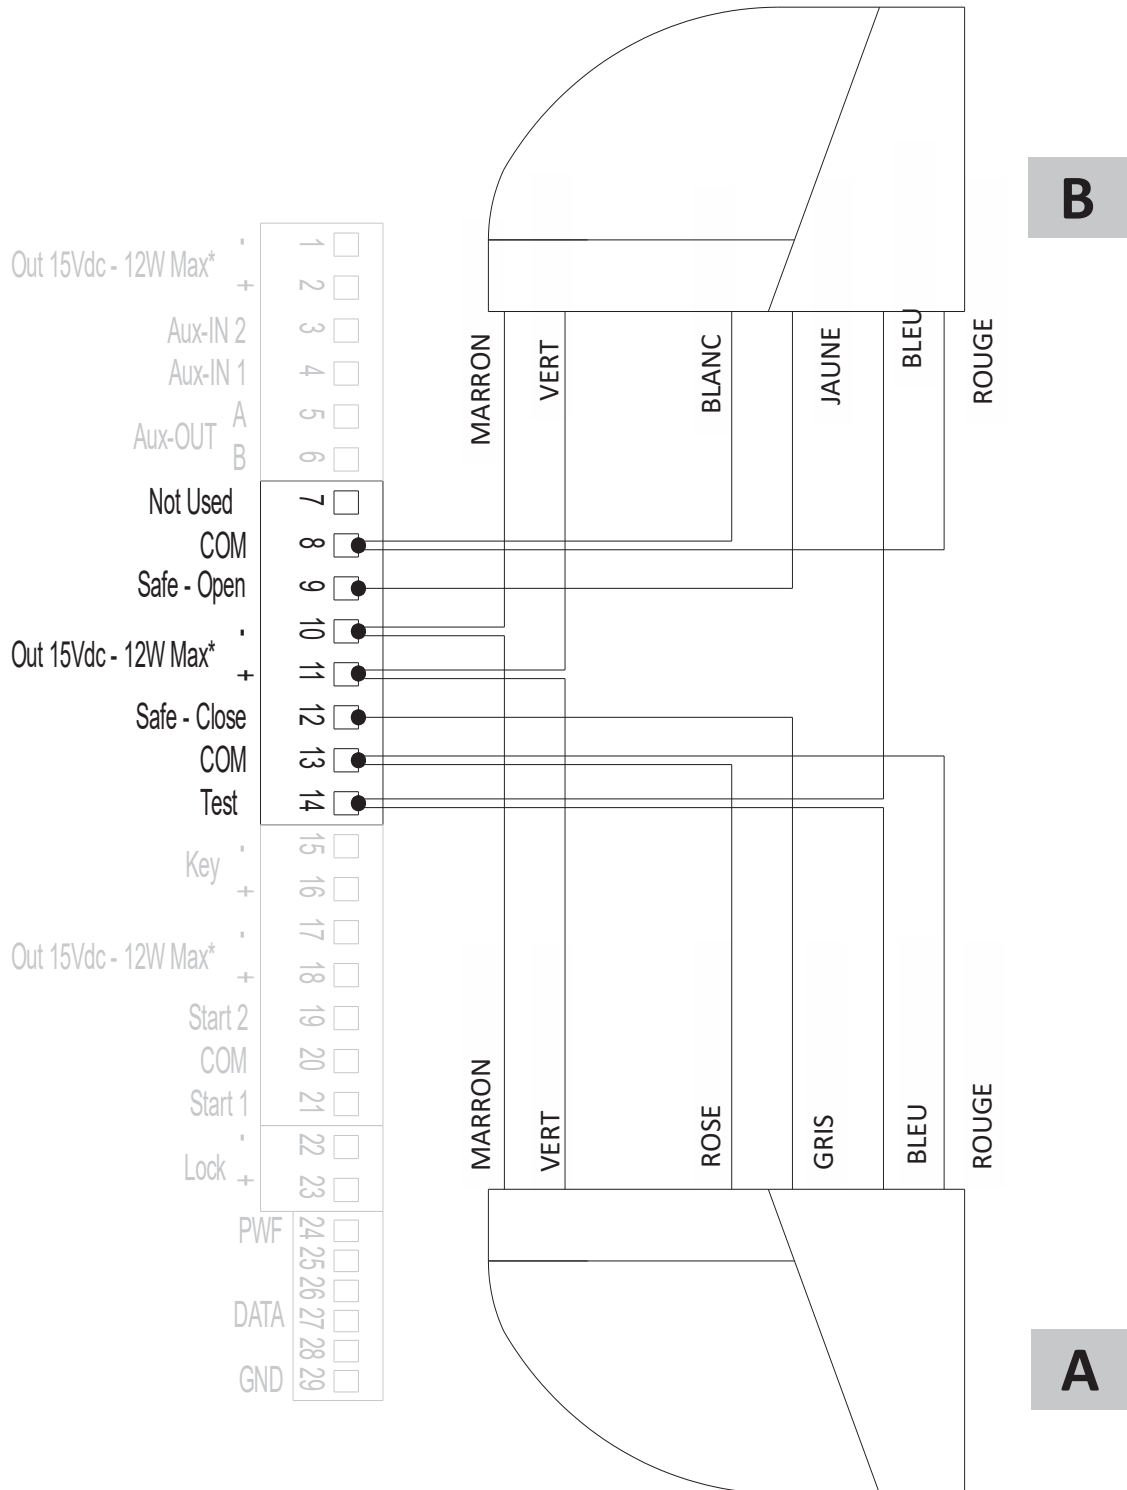 B
MARRON
VERT
BLANC
JAUNE
BLEU
ROUGE
Out 15Vdc - 12W Max*
- 1
+ 2
Aux-IN 2 3
Aux-IN 1 4
Aux-OUT
A 5
B 6
Not Used 7
COM 8
Safe - Open 9
Out 15Vdc - 12W Max*
- 10
+ 11
Safe - Close 12
COM 13
Test 14
Key
- 15
+ 16
Out 15Vdc - 12W Max*
- 17
+ 18
Start 2 19
COM 20
Start 1 21
Lock
- 22
+ 23
PWF 24
25
26
DATA 27
28
GND 29
MARRON
VERT
ROSE
GRIS
BLEU
ROUGE
A